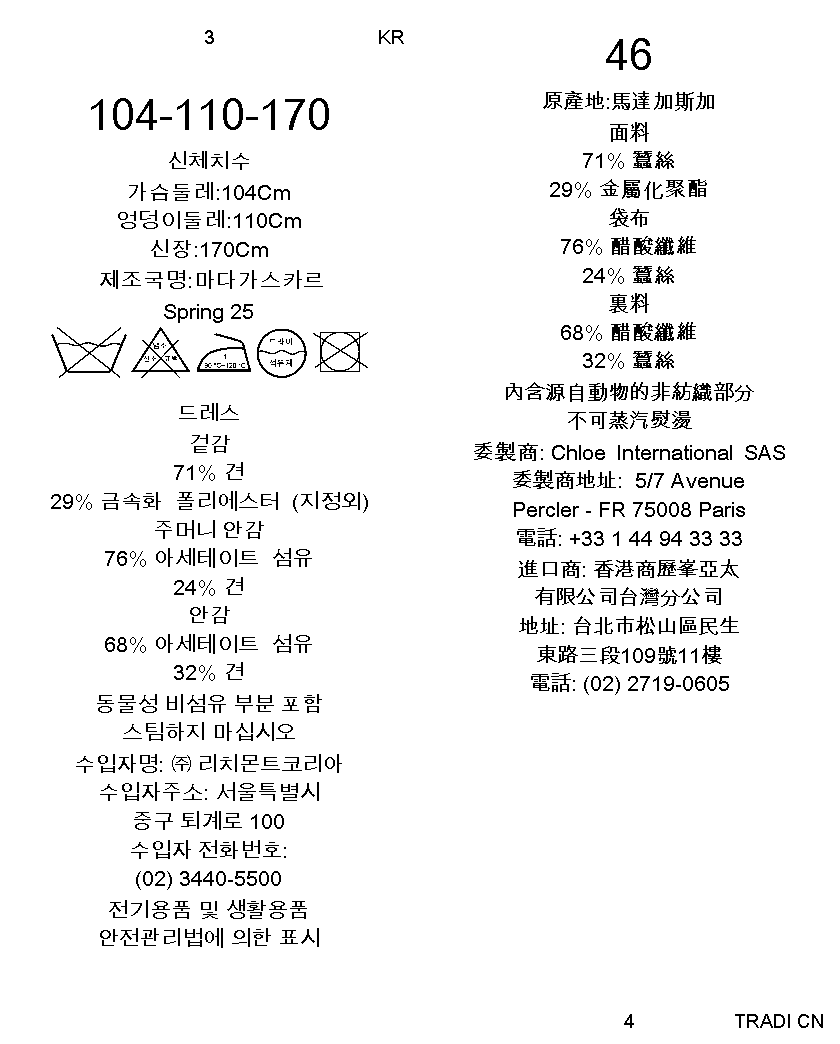 3 KR
104-110-170
신체치수
가슴둘레:104Cm
엉덩이둘레:110Cm
신장:170Cm
제조국명:마다가스카르
Spring 25
염소
산소 표백
1
90 °C~120 °C
드라이
석유계
드레스
겉감
71% 견
29% 금속화 폴리에스터 (지정외)
주머니 안감
76% 아세테이트 섬유
24% 견
안감
68% 아세테이트 섬유
32% 견
동물성 비섬유 부분 포함
스팀하지 마십시오
수입자명: ㈜ 리치몬트코리아
수입자주소: 서울특별시
중구 퇴계로 100
수입자 전화번호:
(02) 3440-5500
전기용품 및 생활용품
안전관리법에 의한 표시
46
原產地:馬達加斯加
面料
71% 蠶絲
29% 金屬化聚酯
袋布
76% 醋酸纖維
24% 蠶絲
裏料
68% 醋酸纖維
32% 蠶絲
內含源自動物的非紡織部分
不可蒸汽熨燙
委製商: Chloe International SAS
委製商地址: 5/7 Avenue
Percler - FR 75008 Paris
電話: +33 1 44 94 33 33
進口商: 香港商歷峯亞太
有限公司台灣分公司
地址: 台北市松山區民生
東路三段109號11樓
電話: (02) 2719-0605
4 TRADI CN